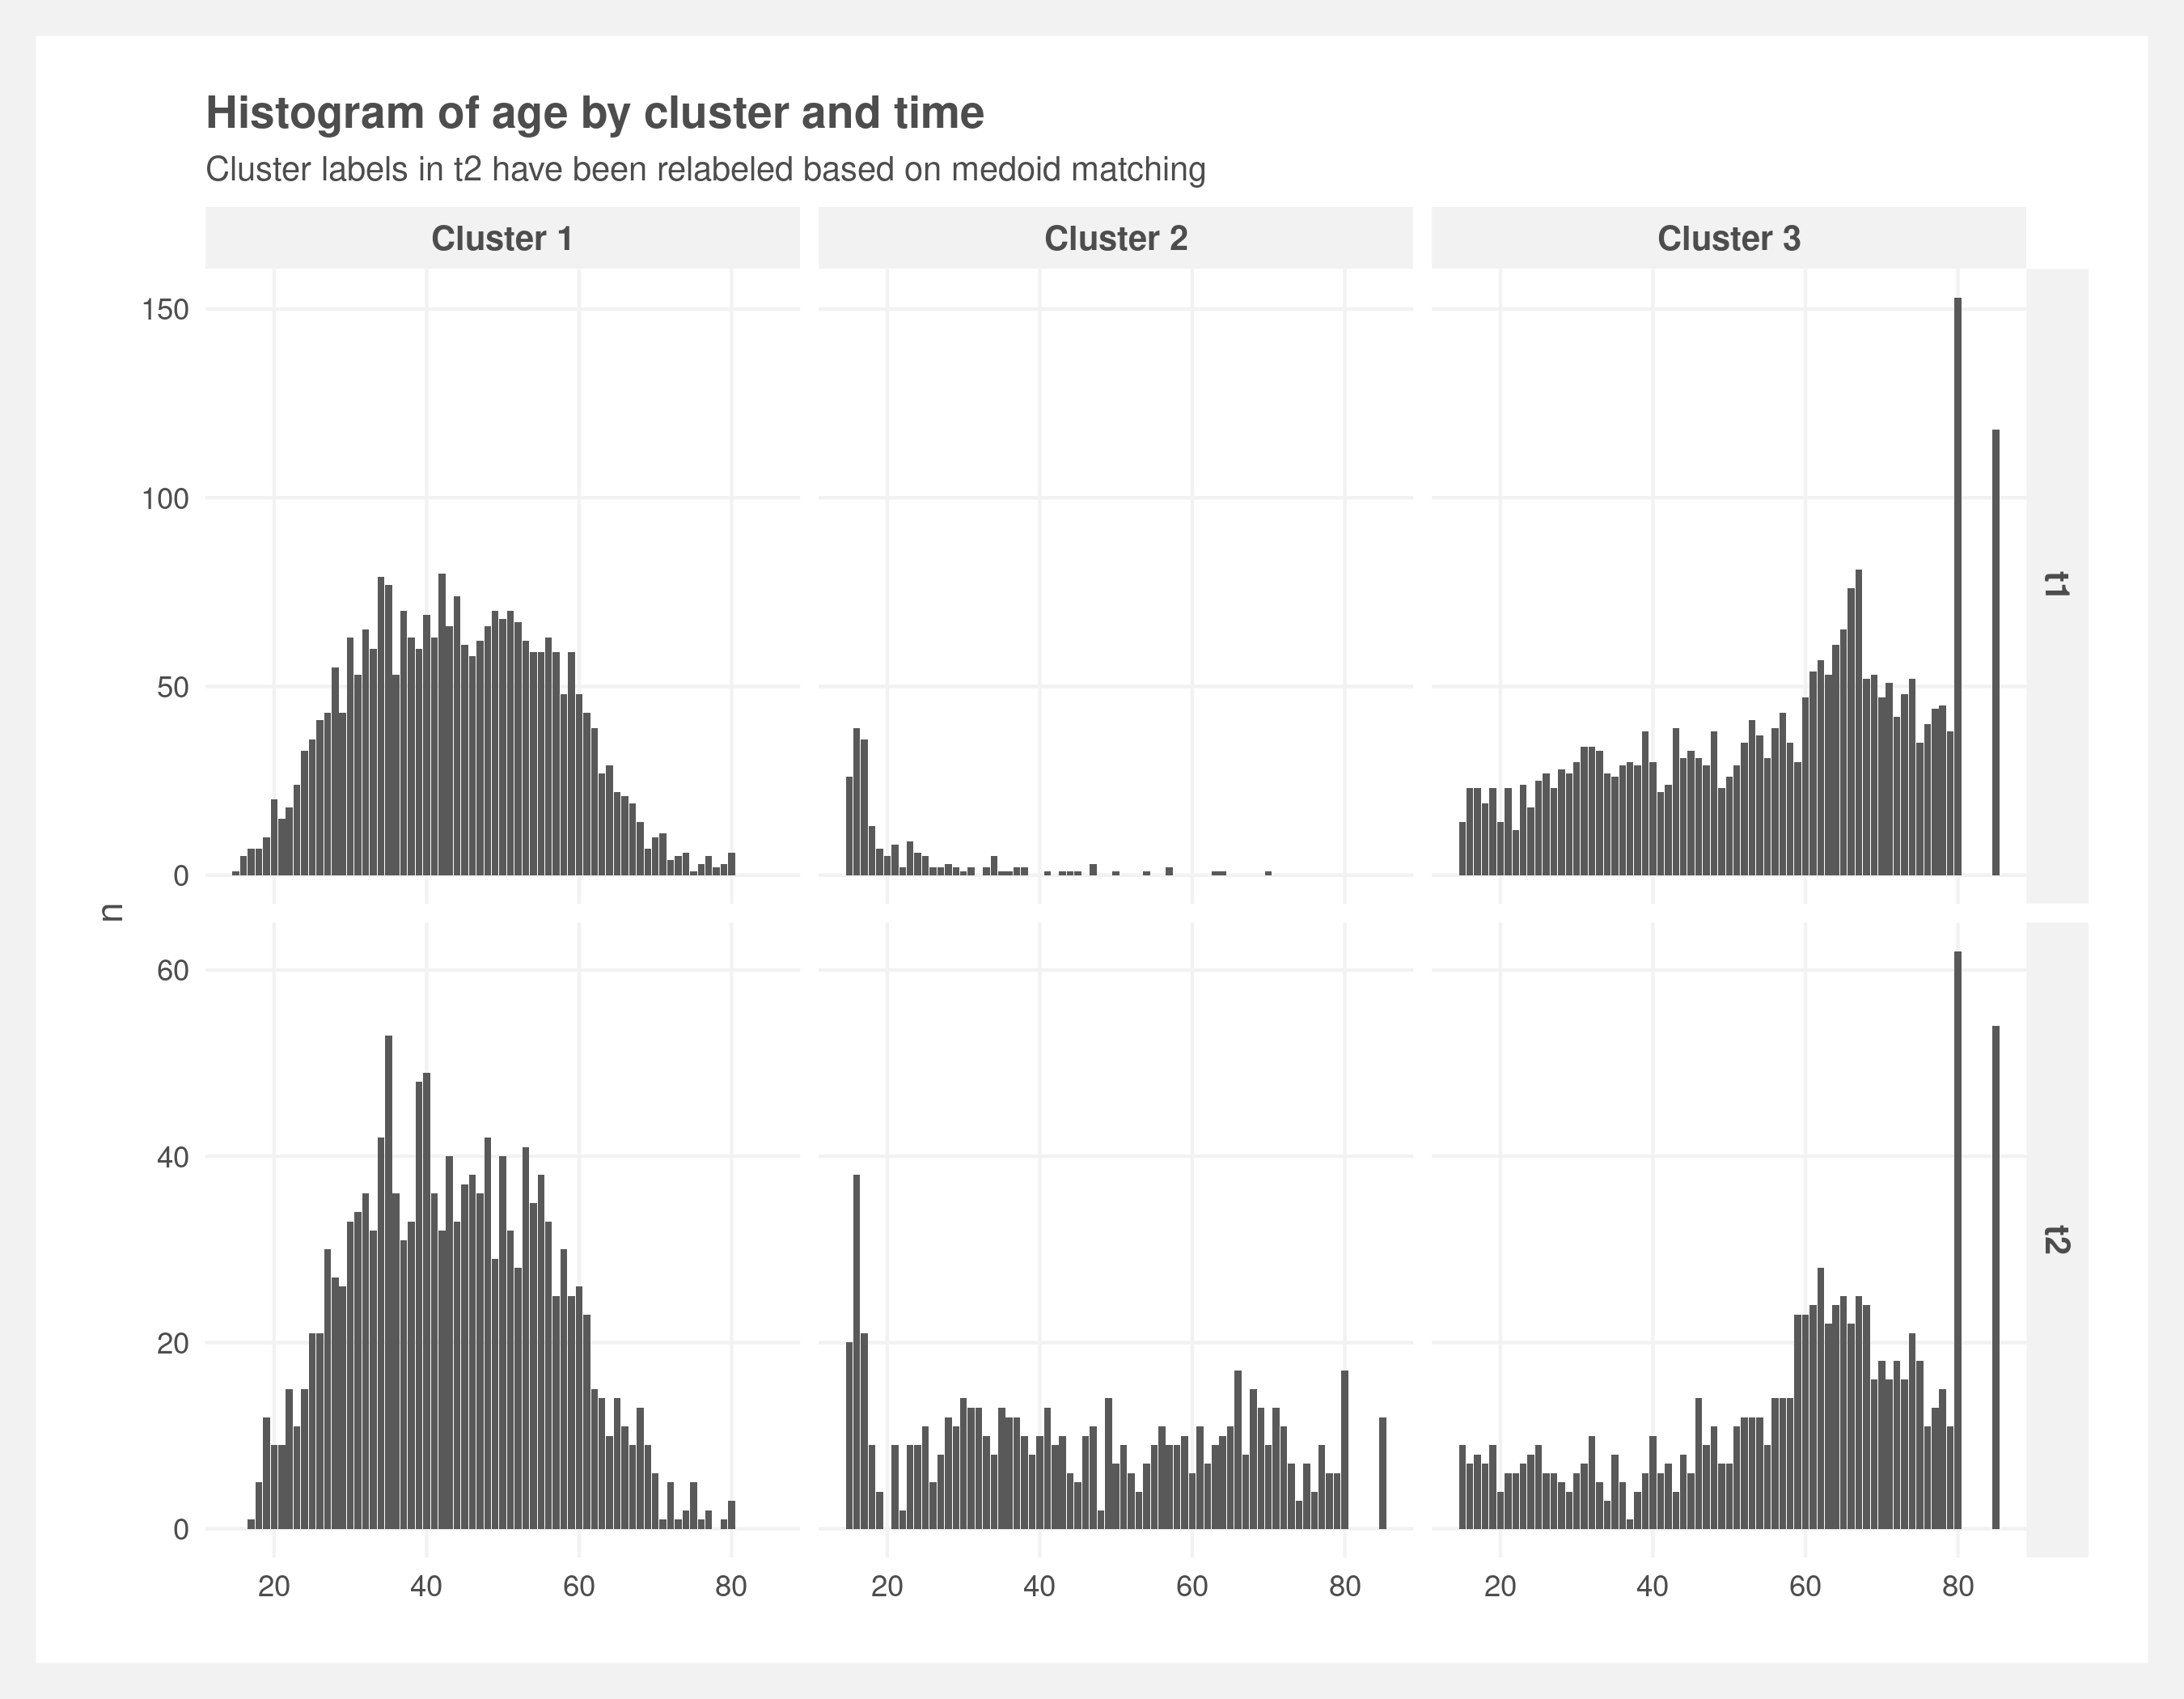 Histogram of age by cluster and time
Cluster labels in t2 have been relabeled based on medoid matching
Cluster 1
Cluster 2
Cluster 3
150
100
50
0
t1
n
60
40
20
0
t2
20 40 60 80
20 40 60 80
20 40 60 80